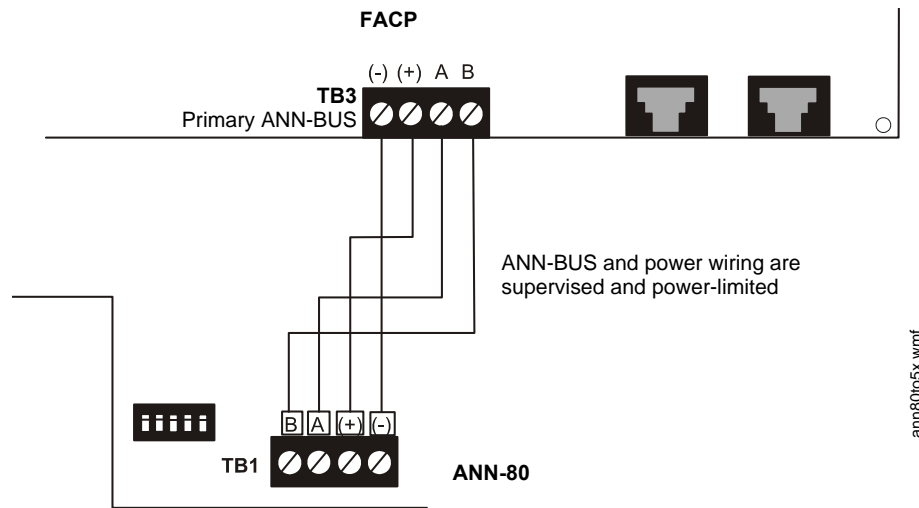 FACP
(-) (+) A B
TB3
Primary ANN-BUS
ANN-BUS and power wiring are
supervised and power-limited
ann80to5x.wmf
B A (+) (-)
TB1
ANN-80